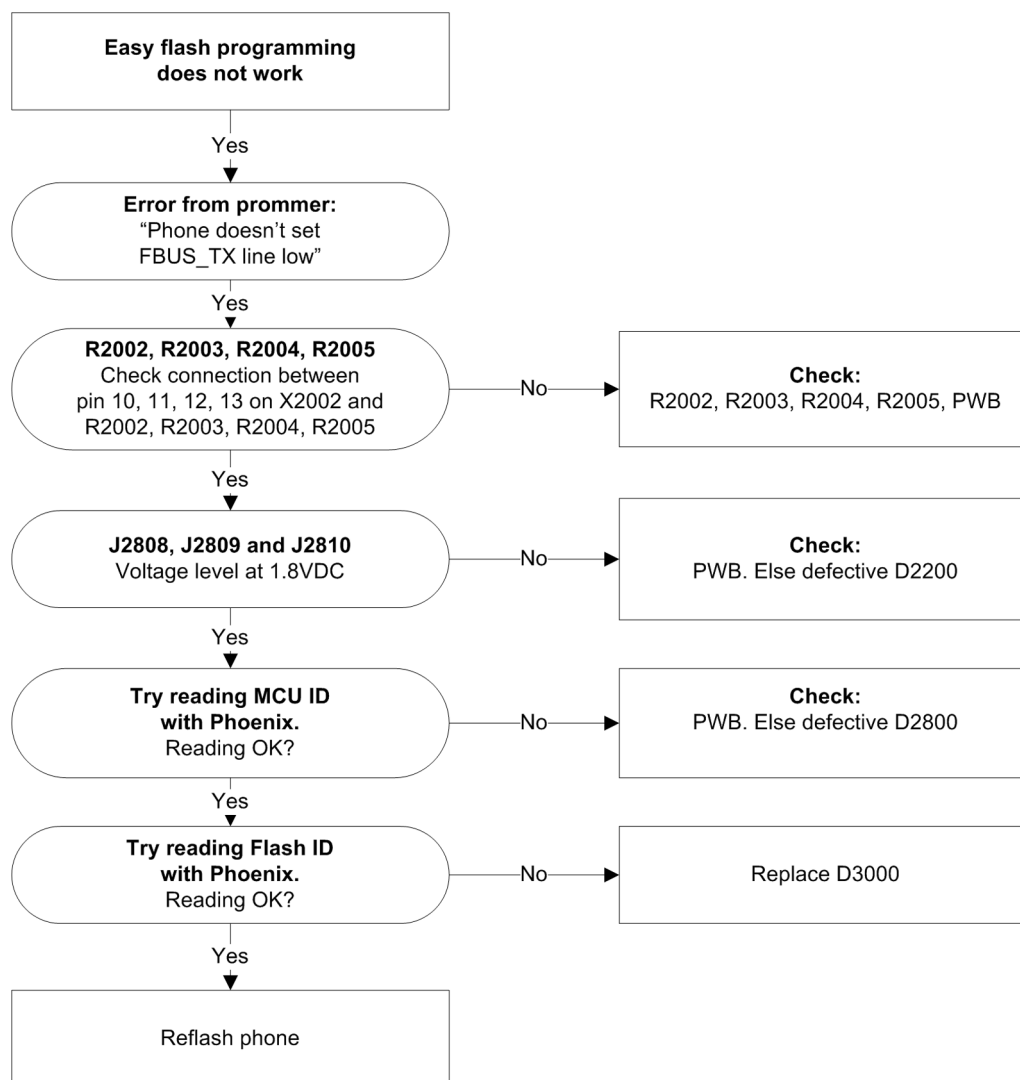 Easy flash programming
does not work
Yes
Error from prommer:
“Phone doesn’t set
FBUS_TX line low”
Yes
R2002, R2003, R2004, R2005
Check connection between
pin 10, 11, 12, 13 on X2002 and
R2002, R2003, R2004, R2005
No
Check:
R2002, R2003, R2004, R2005, PWB
Yes
J2808, J2809 and J2810
Voltage level at 1.8VDC
No
Check:
PWB. Else defective D2200
Yes
Try reading MCU ID
with Phoenix.
Reading OK?
No
Check:
PWB. Else defective D2800
Yes
Try reading Flash ID
with Phoenix.
Reading OK?
No
Replace D3000
Yes
Reflash phone